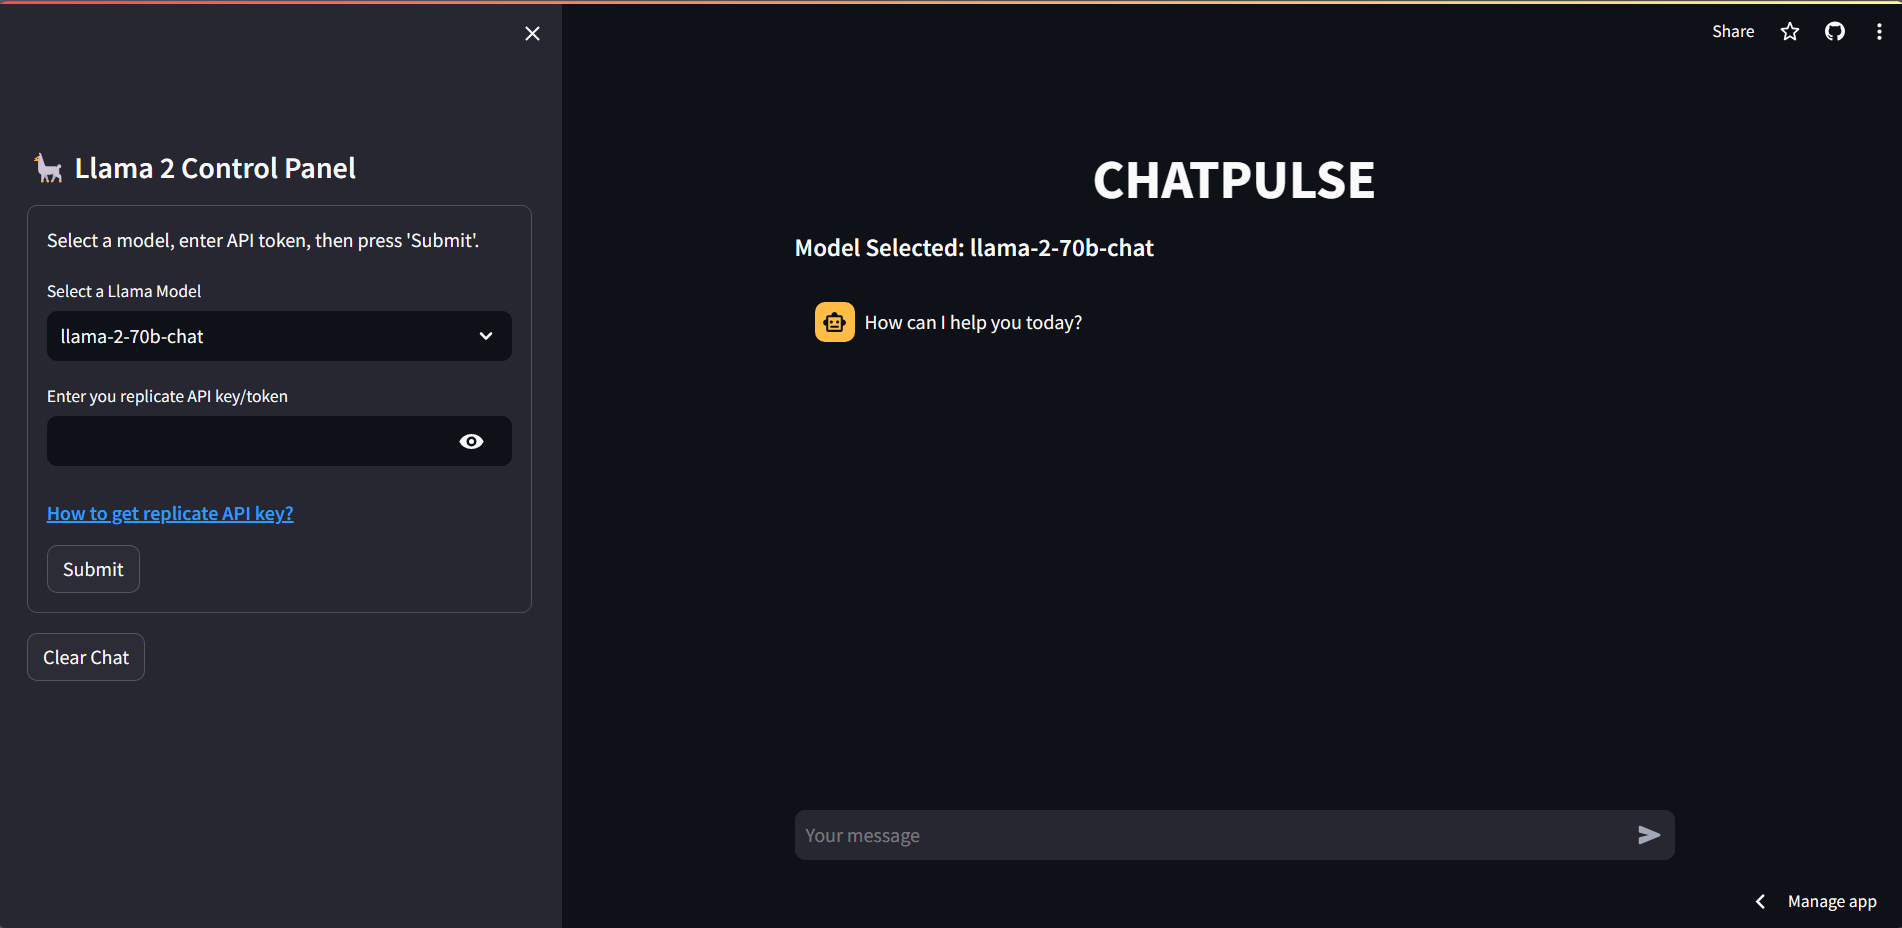 Share
🦙 Llama 2 Control Panel
Select a model, enter API token, then press 'Submit'.
Select a Llama Model
llama-2-70b-chat
Enter you replicate API key/token
How to get replicate API key?
Submit
Clear Chat
CHATPULSE
Model Selected: llama-2-70b-chat
How can I help you today?
Your message
Manage app